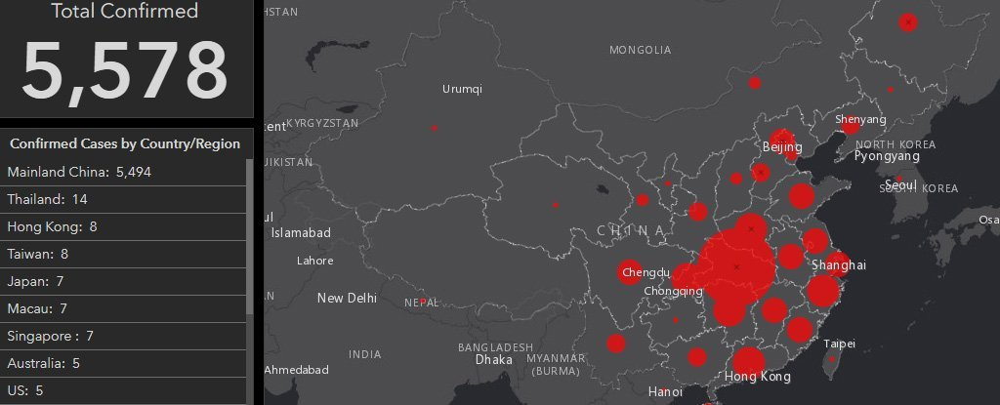 Total Confirmed
5,578
Confirmed Cases by Country/Region
Mainland China: 5,494
Thailand: 14
Hong Kong: 8
Taiwan: 8
Japan: 7
Macau: 7
Singapore : 7
Australia: 5
US: 5
HSTAN
MONGOLIA
Urumqi
Shenyang
ent
KYRGYZSTAN
Beijing
NORTH KOREA
Pyongyang
JIKISTAN
Seoul
SOUTH KOREA
ul
Islamabad
CHINA
Osa
Lahore
Chengdu
Shanghai
AN
New Delhi
NEPAL
Chongqing
INDIA
BANGLADESH
Dhaka
MYANMAR
(BURMA)
Taipei
Ahmedabad
Hong Kong
Hanoi